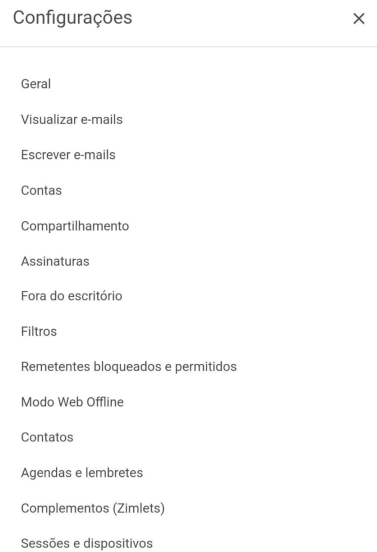 Configurações
Geral
Visualizar e-mails
Escrever e-mails
Contas
Compartilhamento
Assinaturas
Fora do escritório
Filtros
Remetentes bloqueados e permitidos
Modo Web Offline
Contatos
Agendas e lembretes
Complementos (Zimlets)
Sessões e dispositivos